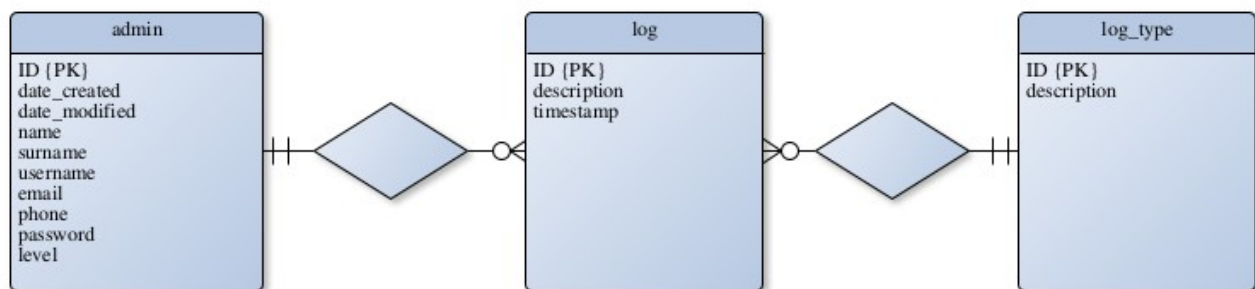 admin
ID {PK}
date_created
date_modified
name
surname
username
email
phone
password
level
log
ID {PK}
description
timestamp
log_type
ID {PK}
description